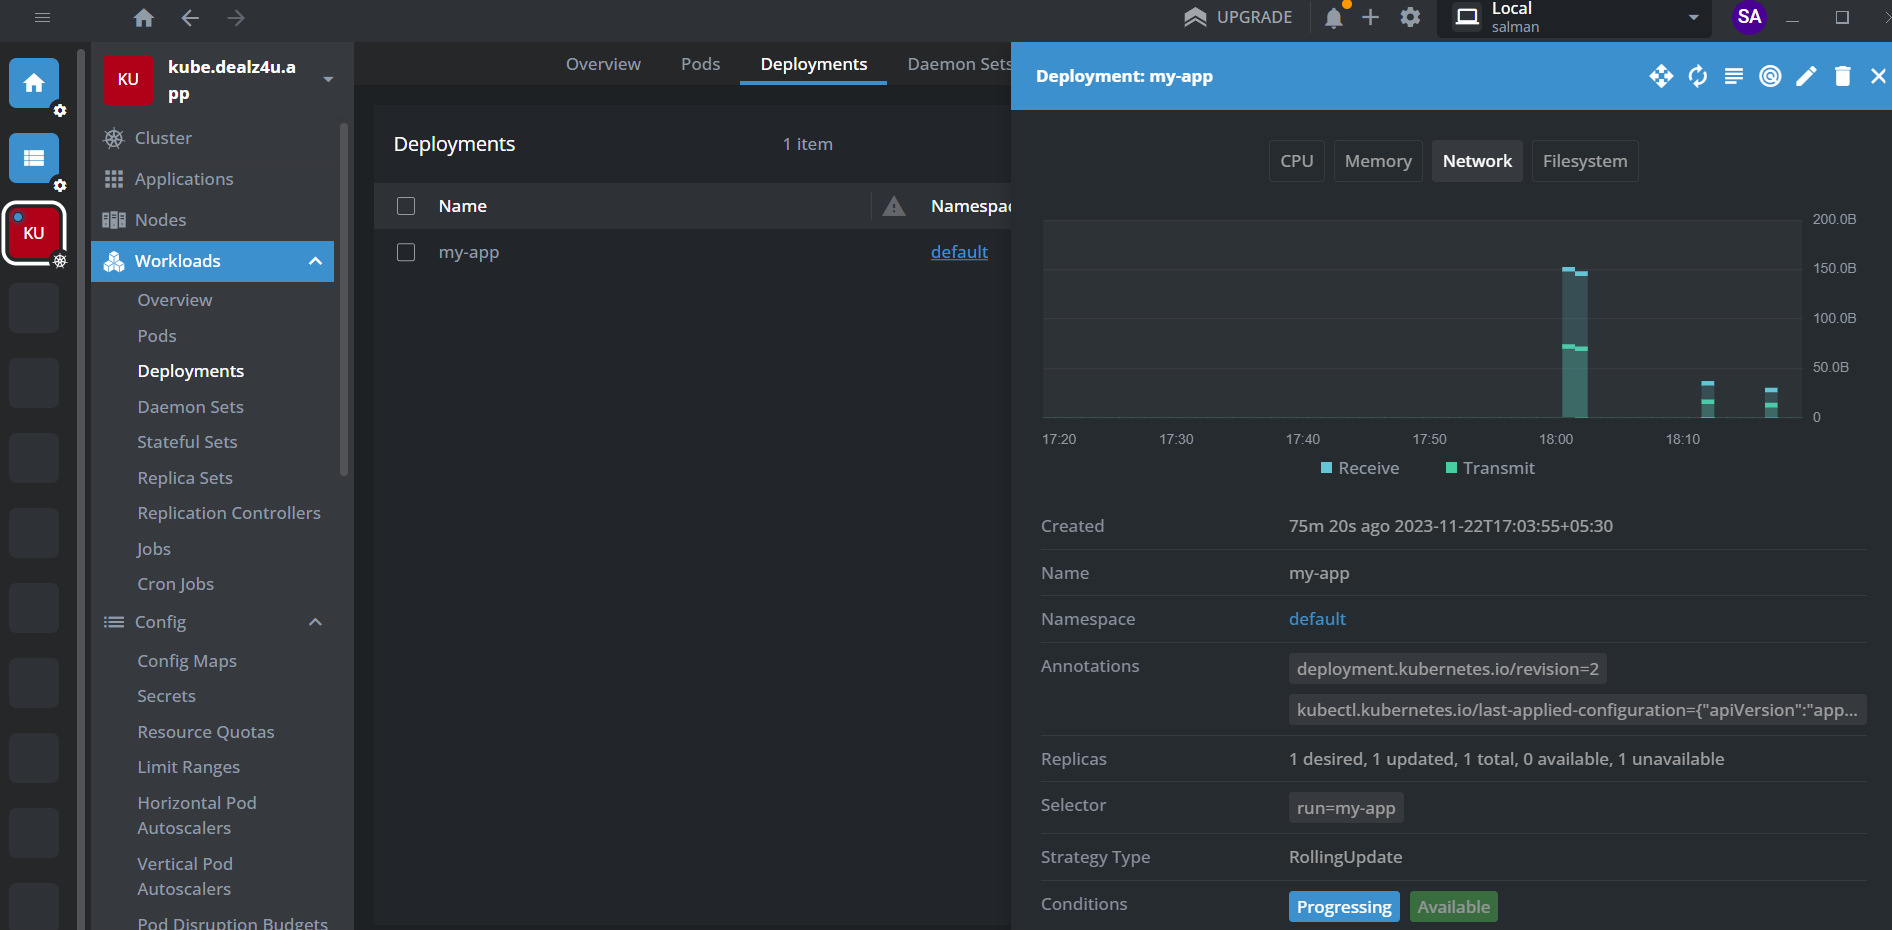 UPGRADE
Local
salman
SA
KU
kube.dealz4u.a
pp
KU
Cluster
Applications
Nodes
Workloads
Overview
Pods
Deployments
Daemon Sets
Stateful Sets
Replica Sets
Replication Controllers
Jobs
Cron Jobs
Config
Config Maps
Secrets
Resource Quotas
Limit Ranges
Horizontal Pod
Autoscalers
Vertical Pod
Autoscalers
Pod Disruption Budgets
Overview Pods Deployments Daemon Sets
Deployments 1 item
Name Namespac
my-app default
Deployment: my-app
CPU Memory Network Filesystem
200.0B
150.0B
100.0B
50.0B
0
17:20 17:30 17:40 17:50 18:00 18:10
Receive Transmit
Created 75m 20s ago 2023-11-22T17:03:55+05:30
Name my-app
Namespace default
Annotations deployment.kubernetes.io/revision=2
kubectl.kubernetes.io/last-applied-configuration={"apiVersion":"app...
Replicas 1 desired, 1 updated, 1 total, 0 available, 1 unavailable
Selector run=my-app
Strategy Type RollingUpdate
Conditions Progressing Available